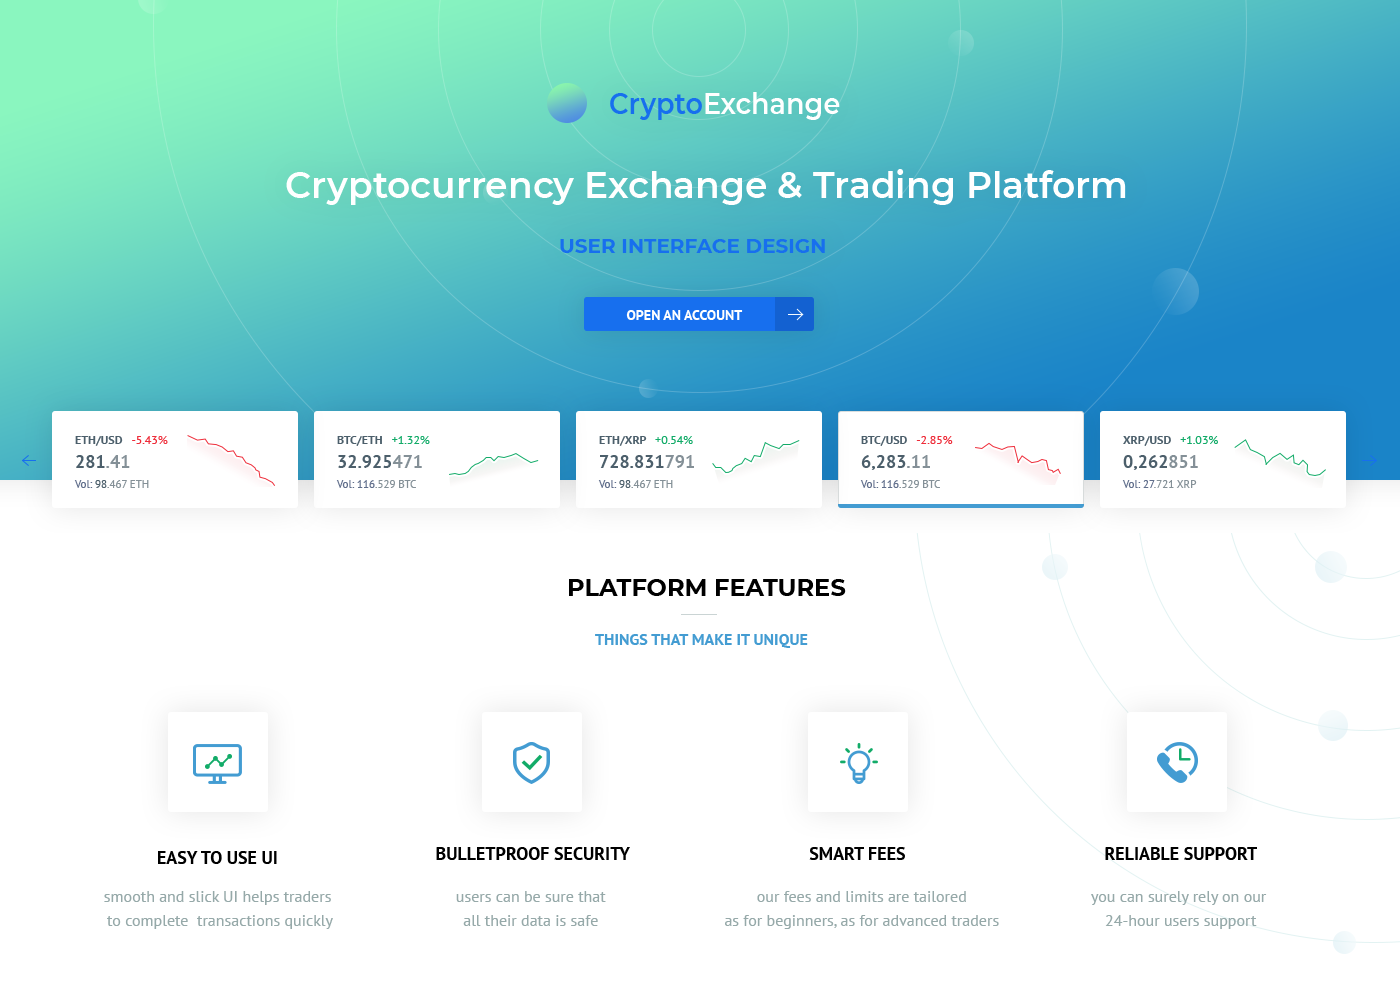 CryptoExchange
Cryptocurrency Exchange & Trading Platform
USER INTERFACE DESIGN
OPEN AN ACCOUNT
ETH/USD -5.43%
281.41
Vol: 98.467 ETH
BTC/ETH +1.32%
32.925471
Vol: 116.529 BTC
ETH/XRP +0.54%
728.831791
Vol: 98.467 ETH
BTC/USD -2.85%
6,283.11
Vol: 116.529 BTC
XRP/USD +1.03%
0,262851
Vol: 27.721 XRP
PLATFORM FEATURES
THINGS THAT MAKE IT UNIQUE
EASY TO USE UI
smooth and slick UI helps traders
to complete  transactions quickly
BULLETPROOF SECURITY
users can be sure that
all their data is safe
SMART FEES
our fees and limits are tailored
as for beginners, as for advanced traders
RELIABLE SUPPORT
you can surely rely on our
24-hour users support